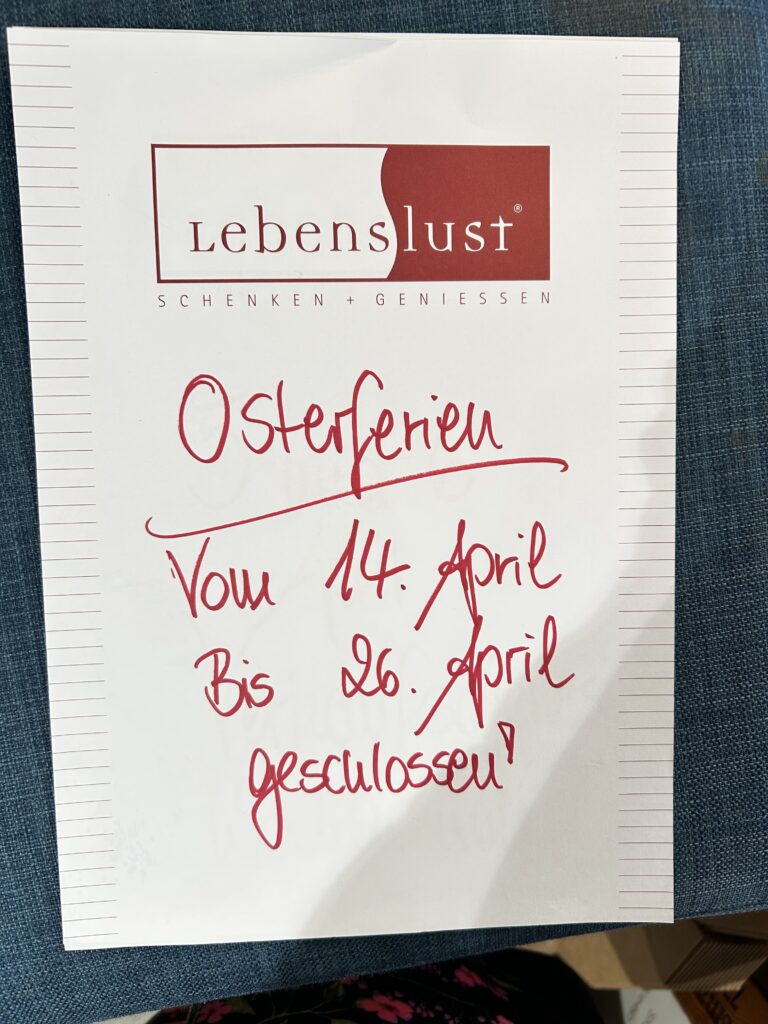 Lebenslust®
SCHENKEN + GENIESSEN
Osterferien
Vom 14. April
Bis 26. April
geschlossen!